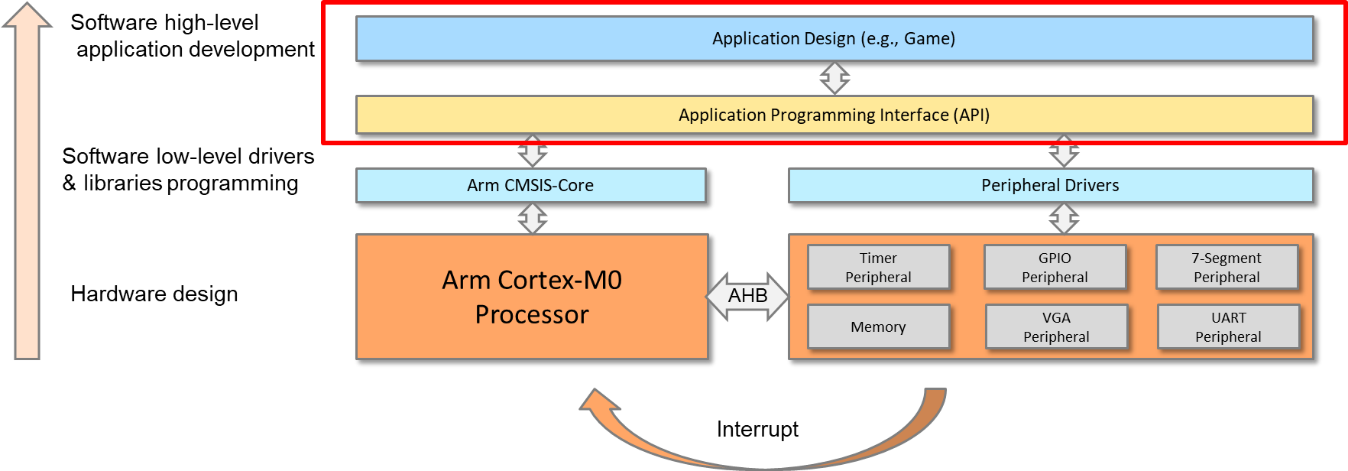 Software high-level
application development
Application Design (e.g., Game)
Application Programming Interface (API)
Software low-level drivers
& libraries programming
Arm CMSIS-Core
Peripheral Drivers
Hardware design
Arm Cortex-M0
Processor
AHB
Timer
Peripheral
GPIO
Peripheral
7-Segment
Peripheral
Memory
VGA
Peripheral
UART
Peripheral
Interrupt